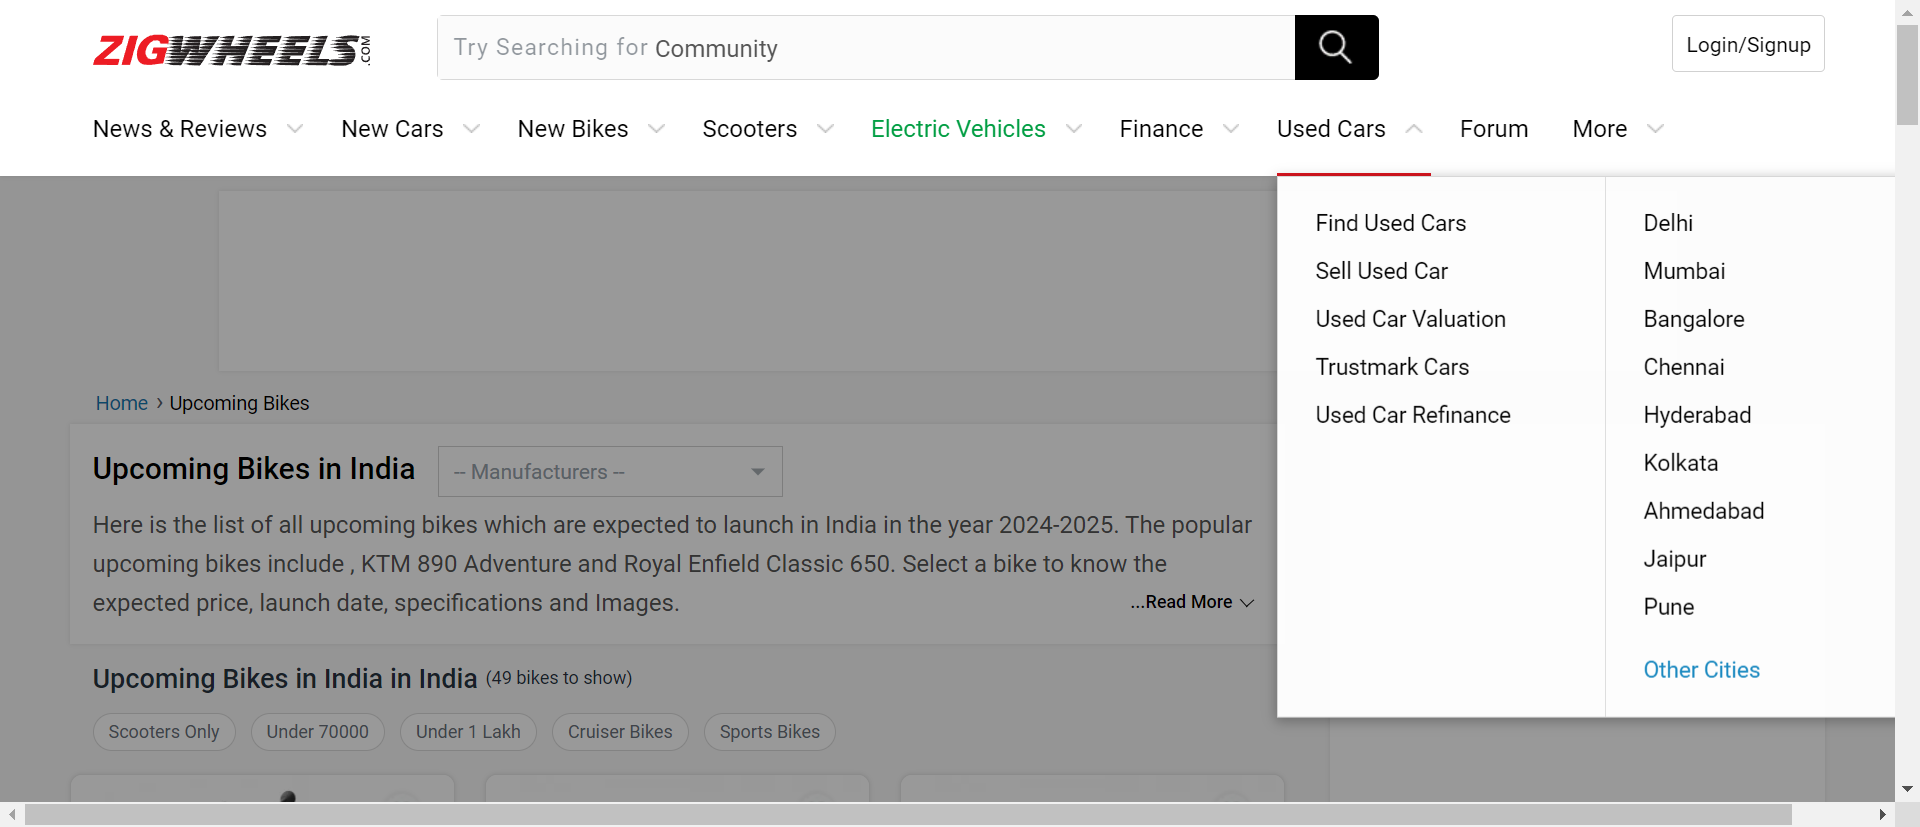 ZIGWHEELS.COM
Try Searching for Community
Login/Signup
News & Reviews
New Cars
New Bikes
Scooters
Electric Vehicles
Finance
Used Cars
Forum
More
Find Used Cars
Sell Used Car
Used Car Valuation
Trustmark Cars
Used Car Refinance
Delhi
Mumbai
Bangalore
Chennai
Hyderabad
Kolkata
Ahmedabad
Jaipur
Pune
Other Cities
Home › Upcoming Bikes
Upcoming Bikes in India
-- Manufacturers --
Here is the list of all upcoming bikes which are expected to launch in India in the year 2024-2025. The popular
upcoming bikes include , KTM 890 Adventure and Royal Enfield Classic 650. Select a bike to know the
expected price, launch date, specifications and Images.
...Read More
Upcoming Bikes in India in India (49 bikes to show)
Scooters Only
Under 70000
Under 1 Lakh
Cruiser Bikes
Sports Bikes